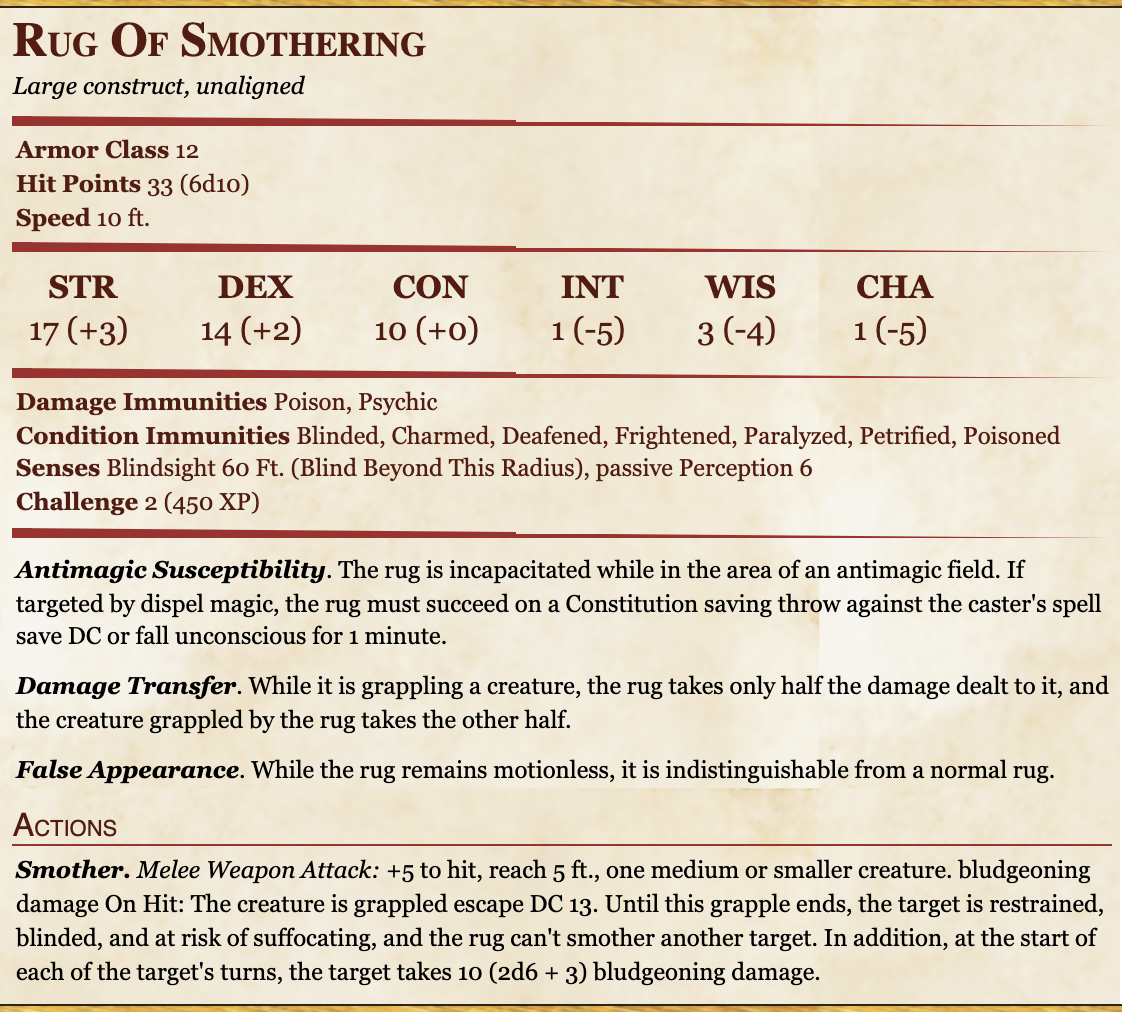 Rug Of Smothering
Large construct, unaligned
Armor Class 12
Hit Points 33 (6d10)
Speed 10 ft.
STR DEX CON INT WIS CHA
17 (+3) 14 (+2) 10 (+0) 1 (-5) 3 (-4) 1 (-5)
Damage Immunities Poison, Psychic
Condition Immunities Blinded, Charmed, Deafened, Frightened, Paralyzed, Petrified, Poisoned
Senses Blindsight 60 Ft. (Blind Beyond This Radius), passive Perception 6
Challenge 2 (450 XP)
Antimagic Susceptibility. The rug is incapacitated while in the area of an antimagic field. If
targeted by dispel magic, the rug must succeed on a Constitution saving throw against the caster's spell
save DC or fall unconscious for 1 minute.
Damage Transfer. While it is grappling a creature, the rug takes only half the damage dealt to it, and
the creature grappled by the rug takes the other half.
False Appearance. While the rug remains motionless, it is indistinguishable from a normal rug.
Actions
Smother. Melee Weapon Attack: +5 to hit, reach 5 ft., one medium or smaller creature. bludgeoning
damage On Hit: The creature is grappled escape DC 13. Until this grapple ends, the target is restrained,
blinded, and at risk of suffocating, and the rug can't smother another target. In addition, at the start of
each of the target's turns, the target takes 10 (2d6 + 3) bludgeoning damage.